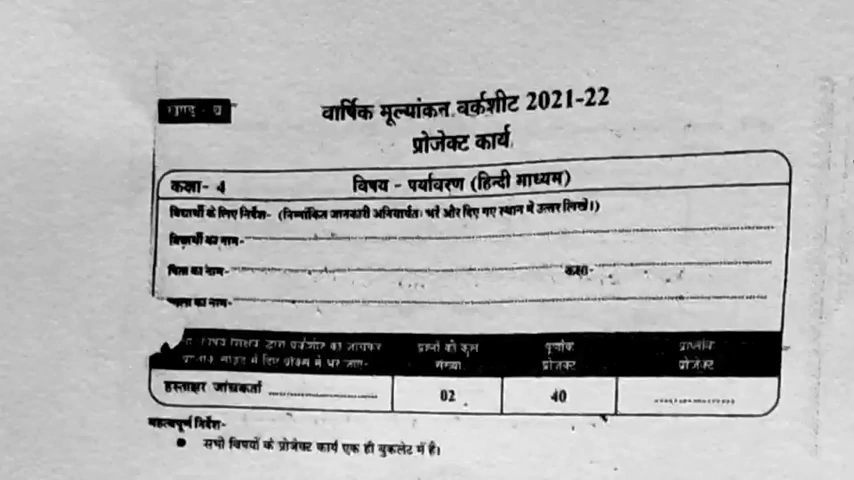 खण्ड - ब
वार्षिक मूल्यांकन वर्कशीट 2021-22
प्रोजेक्ट कार्य
कक्षा- 4 विषय - पर्यावरण (हिन्दी माध्यम)
विद्यार्थी के लिए निर्देश- (निम्नांकित जानकारी अनिवार्यतः भरें और दिए गए स्थान में उत्तर लिखें।)
विद्यार्थी का नाम-
पिता का नाम- कक्षा-
माता का नाम-
प्रश्नों की कुल संख्या
पूर्णांक प्रोजेक्ट
प्राप्तांक प्रोजेक्ट
हस्ताक्षर जांचकर्ता 02 40
महत्वपूर्ण निर्देश-
● सभी विषयों के प्रोजेक्ट कार्य एक ही बुकलेट में है।